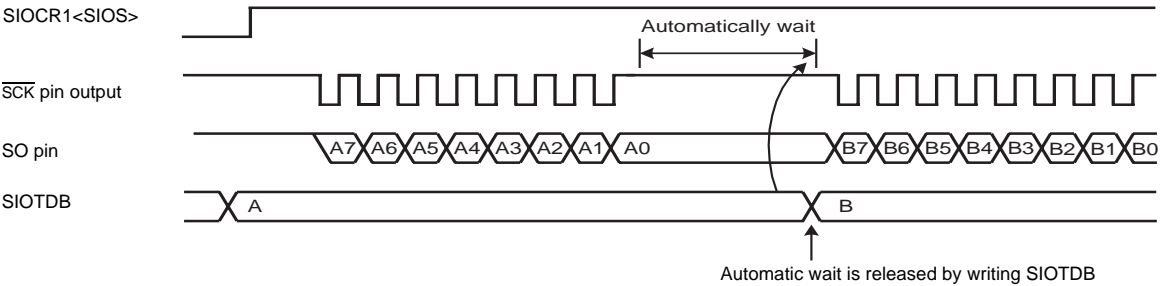 SIOCR1<SIOS>
Automatically wait
SCK pin output
SO pin
A7 A6 A5 A4 A3 A2 A1 A0 B7 B6 B5 B4 B3 B2 B1 B0
SIOTDB
A B
Automatic wait is released by writing SIOTDB